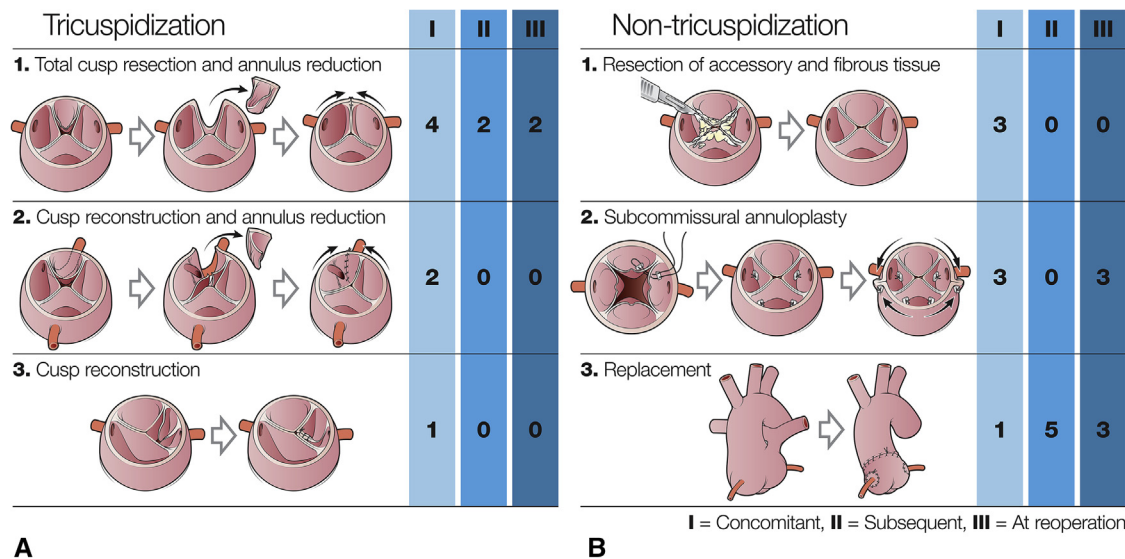 Tricuspidization I II III
1. Total cusp resection and annulus reduction
4 2 2
2. Cusp reconstruction and annulus reduction
2 0 0
3. Cusp reconstruction
1 0 0
A
Non-tricuspidization I II III
1. Resection of accessory and fibrous tissue
3 0 0
2. Subcommissural annuloplasty
3 0 3
3. Replacement
1 5 3
I = Concomitant, II = Subsequent, III = At reoperation
B